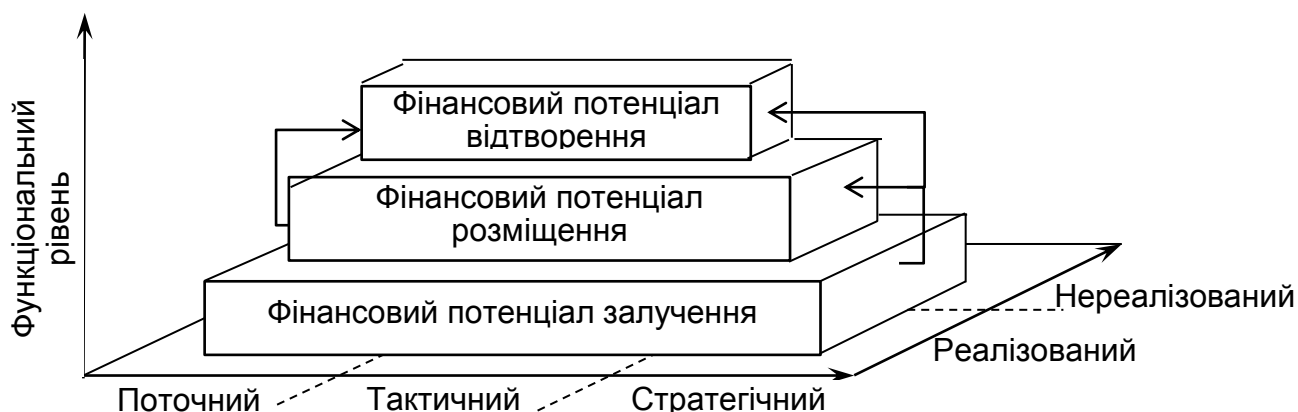 Функціональний
рівень
Фінансовий потенціал
відтворення
Фінансовий потенціал
розміщення
Фінансовий потенціал залучення
Нереалізований
Реалізований
Поточний
Тактичний
Стратегічний